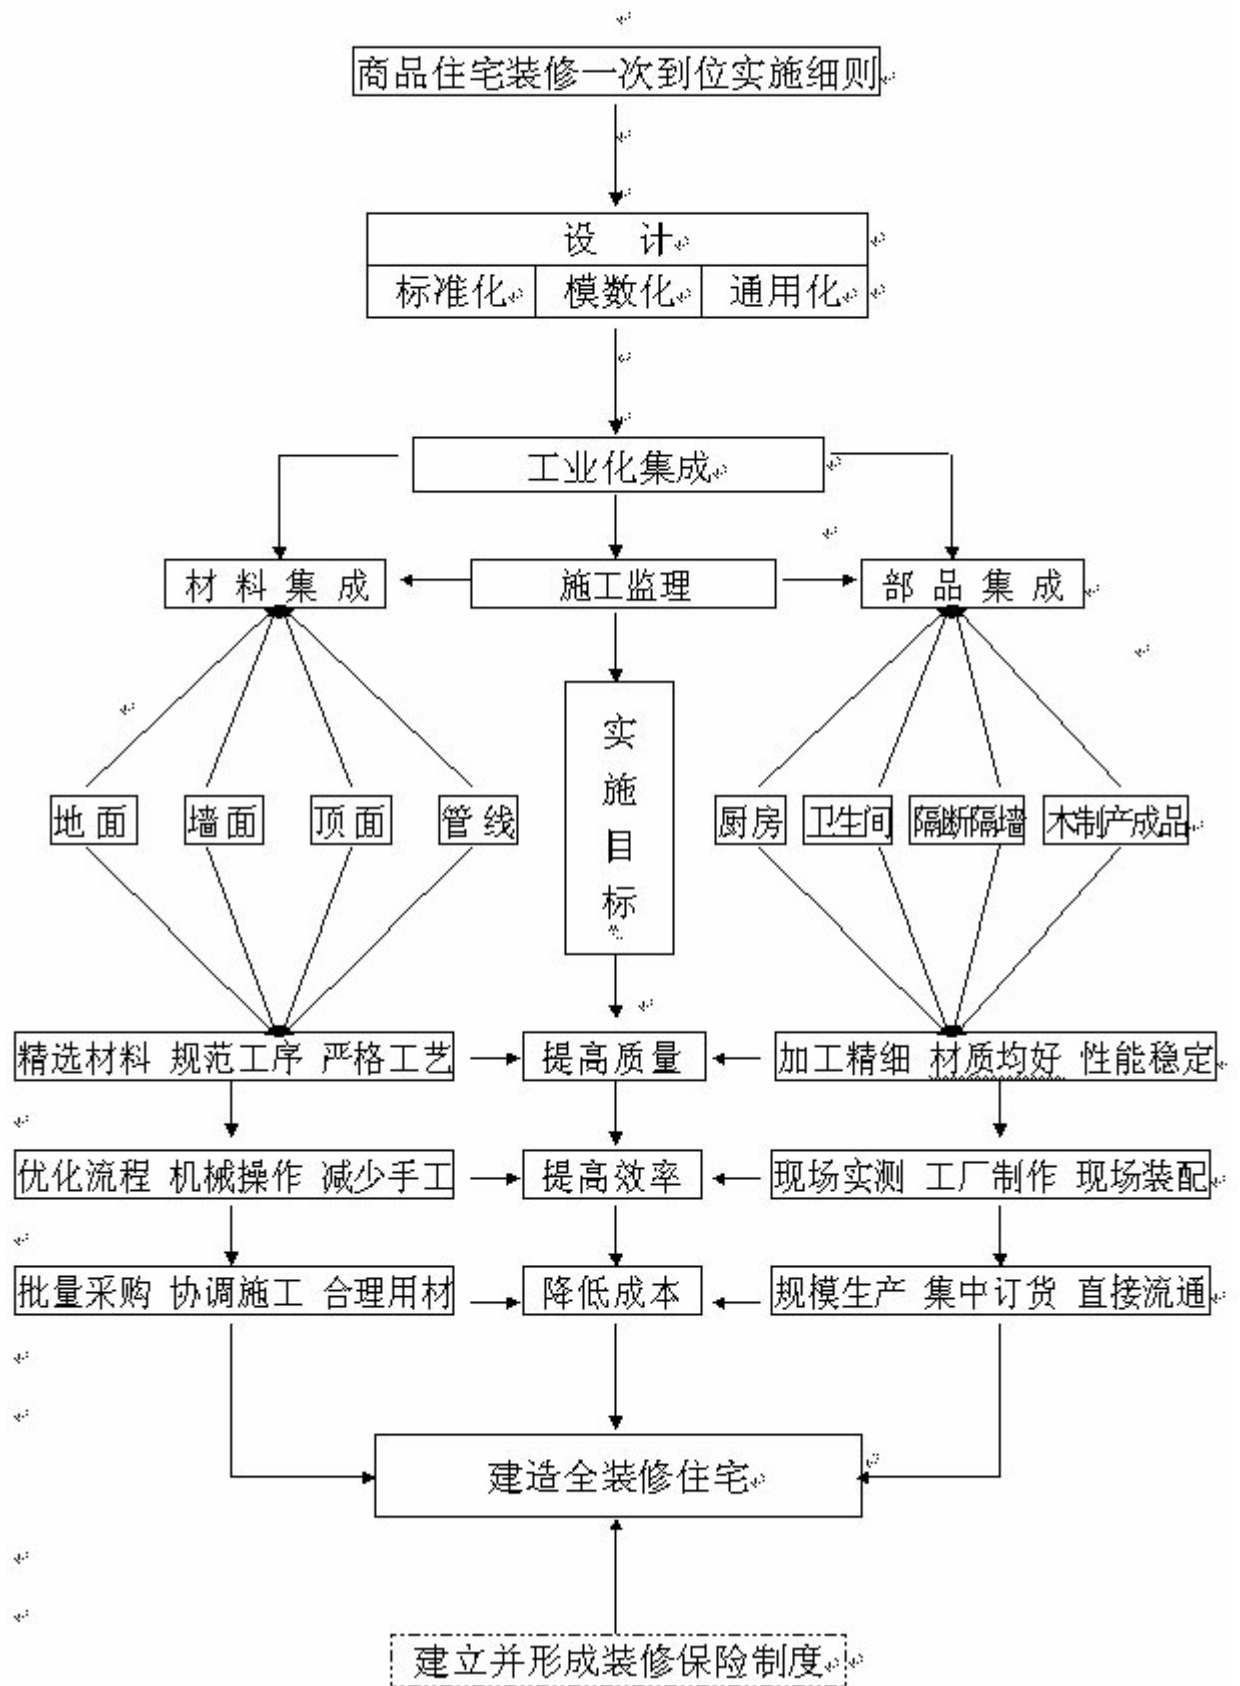 商品住宅装修一次到位实施细则
设 计
标准化 模数化 通用化
工业化集成
材料集成 施工监理 部品集成
实施目标
地面 墙面 顶面 管线 厨房 卫生间 隔断隔墙 木制产成品
精选材料 规范工序 严格工艺 提高质量 加工精细 材质均好 性能稳定
优化流程 机械操作 减少手工 提高效率 现场实测 工厂制作 现场装配
批量采购 协调施工 合理用材 降低成本 规模生产 集中订货 直接流通
建造全装修住宅
建立并形成装修保险制度